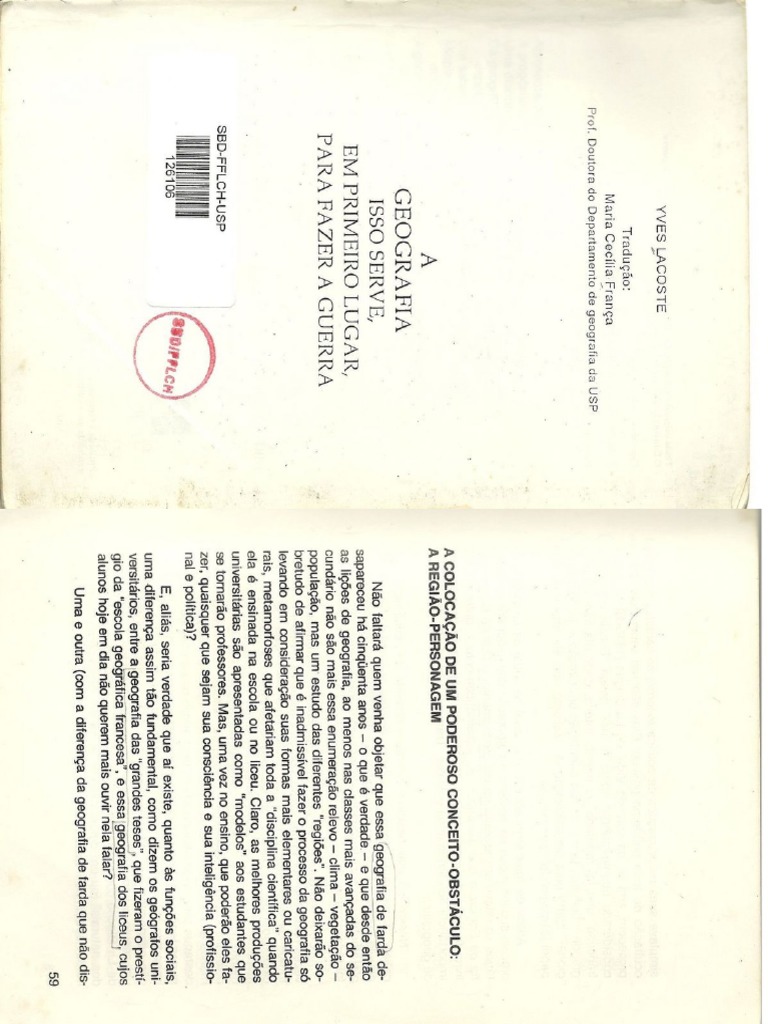 YVES LACOSTE
Tradução:
Maria Cecília França
Prof. Doutora do Departamento de geografia da USP
A
GEOGRAFIA
ISSO SERVE,
EM PRIMEIRO LUGAR,
PARA FAZER A GUERRA
SBD-FFLCH-USP
126106
SBD/FFLCH
A COLOCAÇÃO DE UM PODEROSO CONCEITO-OBSTÁCULO:
A REGIÃO-PERSONAGEM
Não faltará quem venha objetar que essa geografia de farda de-
sapareceu há cinqüenta anos – o que é verdade – e que desde então
as lições de geografia, ao menos nas classes mais avançadas do se-
cundário não são mais essa enumeração relevo – clima – vegetação –
população, mas um estudo das diferentes "regiões". Não deixarão so-
bretudo de afirmar que é inadmissível fazer o processo da geografia só
levando em consideração suas formas mais elementares ou caricatu-
rais, metamorfoses que afetariam toda a "disciplina científica" quando
ela é ensinada na escola ou no liceu. Claro, as melhores produções
universitárias são apresentadas como "modelos" aos estudantes que
se tornarão professores. Mas, uma vez no ensino, que poderão eles fa-
zer, quaisquer que sejam sua consciência e sua inteligência (profissio-
nal e política)?
E, aliás, seria verdade que aí existe, quanto às funções sociais,
uma diferença assim tão fundamental, como dizem os geógrafos uni-
versitários, entre a geografia das "grandes teses", que fizeram o prestí-
gio da "escola geográfica francesa", e essa geografia dos liceus, cujos
alunos hoje em dia não querem mais ouvir nela falar?
Uma e outra (com a diferença da geografia de farda que não dis-
59